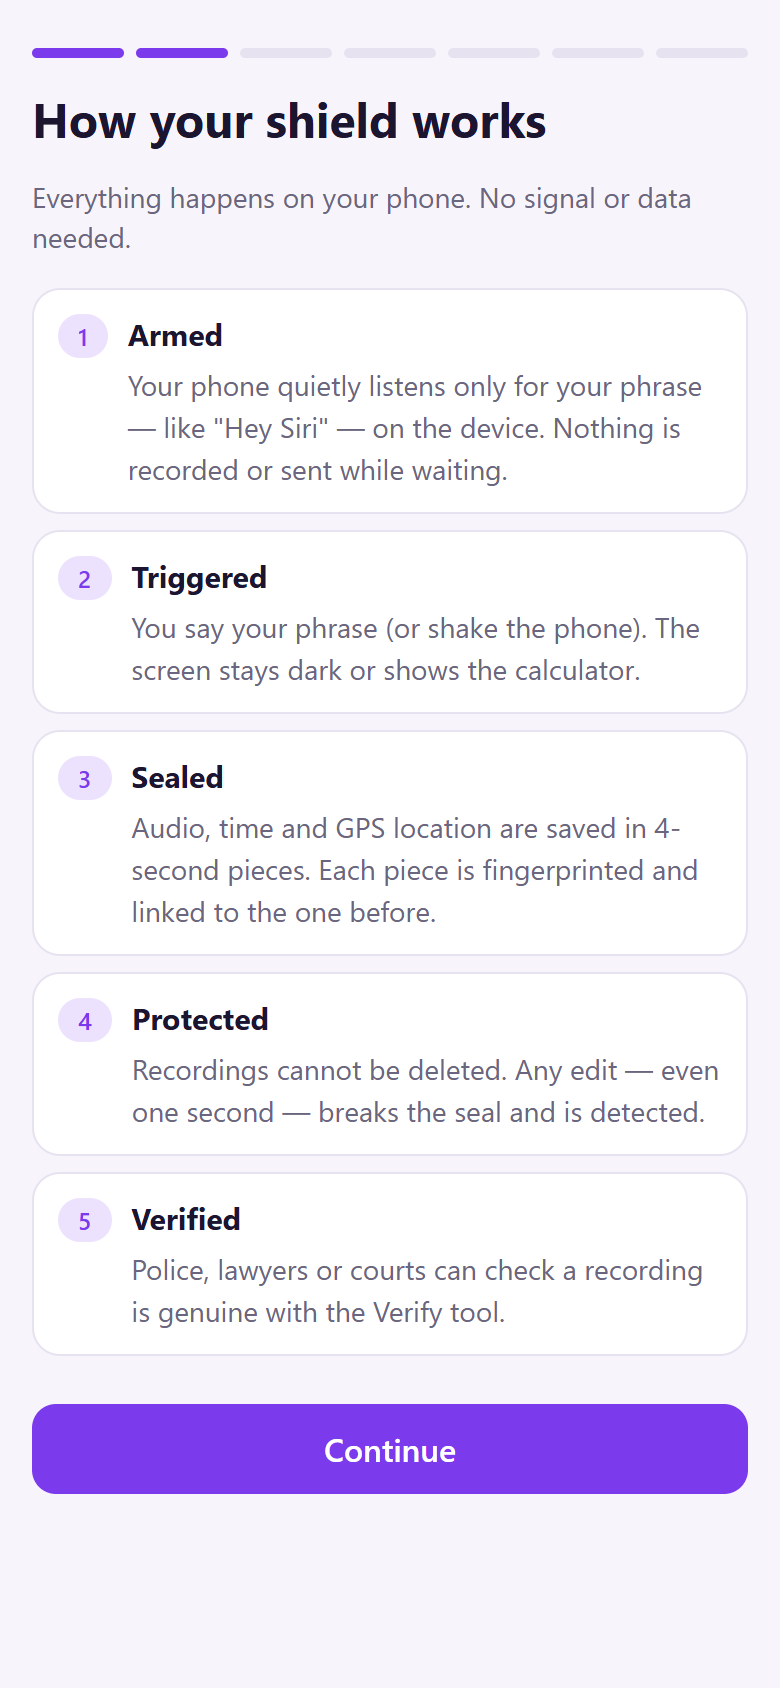 How your shield works
Everything happens on your phone. No signal or data
needed.
1
Armed
Your phone quietly listens only for your phrase
— like "Hey Siri" — on the device. Nothing is
recorded or sent while waiting.
2
Triggered
You say your phrase (or shake the phone). The
screen stays dark or shows the calculator.
3
Sealed
Audio, time and GPS location are saved in 4-
second pieces. Each piece is fingerprinted and
linked to the one before.
4
Protected
Recordings cannot be deleted. Any edit — even
one second — breaks the seal and is detected.
5
Verified
Police, lawyers or courts can check a recording
is genuine with the Verify tool.
Continue